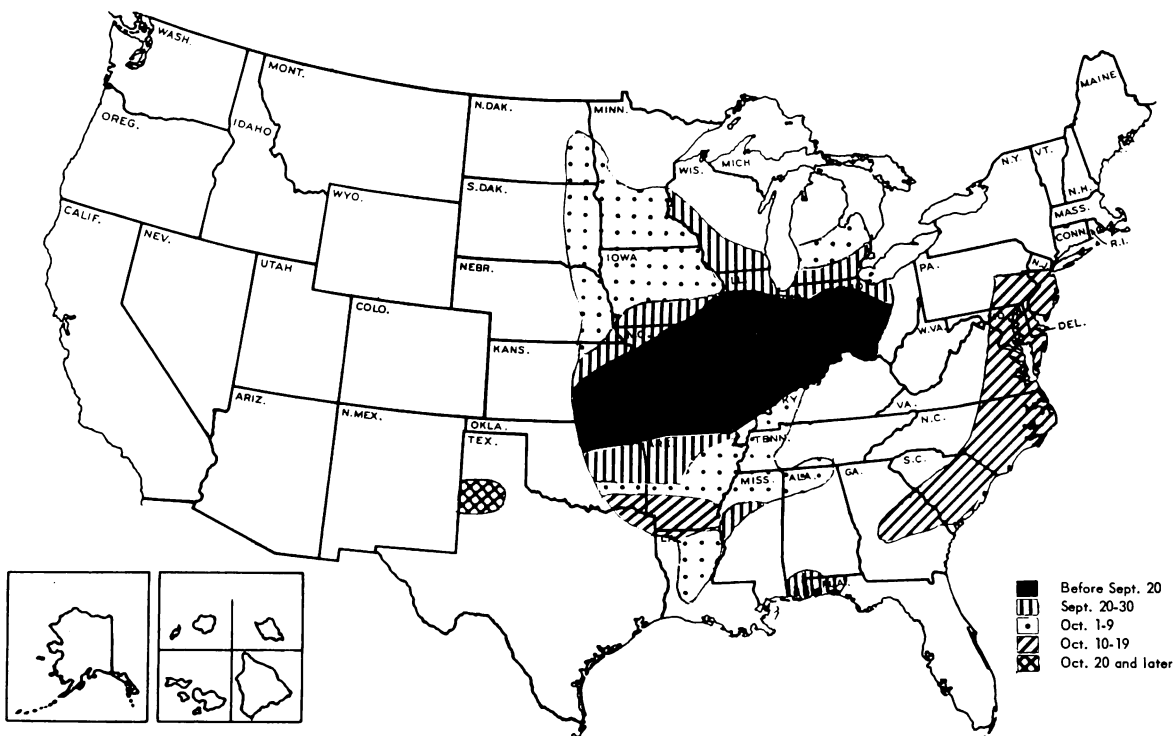 WASH.
MONT.
N.DAK.
MINN.
MAINE
OREG.
IDAHO
WIS.
MICH
N.Y.
VT.
N.H.
S.DAK.
WYO.
MASS.
CONN.
R.I.
CALIF.
NEV.
UTAH
NEBR.
IOWA
PA.
N.J.
COLO.
KANS.
W.VA.
DEL.
ARIZ.
N.MEX.
OKLA.
TEX.
KY.
VA.
TENN.
N.C.
S.C.
MISS.
ALA.
GA.
Before Sept. 20
Sept. 20-30
Oct. 1-9
Oct. 10-19
Oct. 20 and later